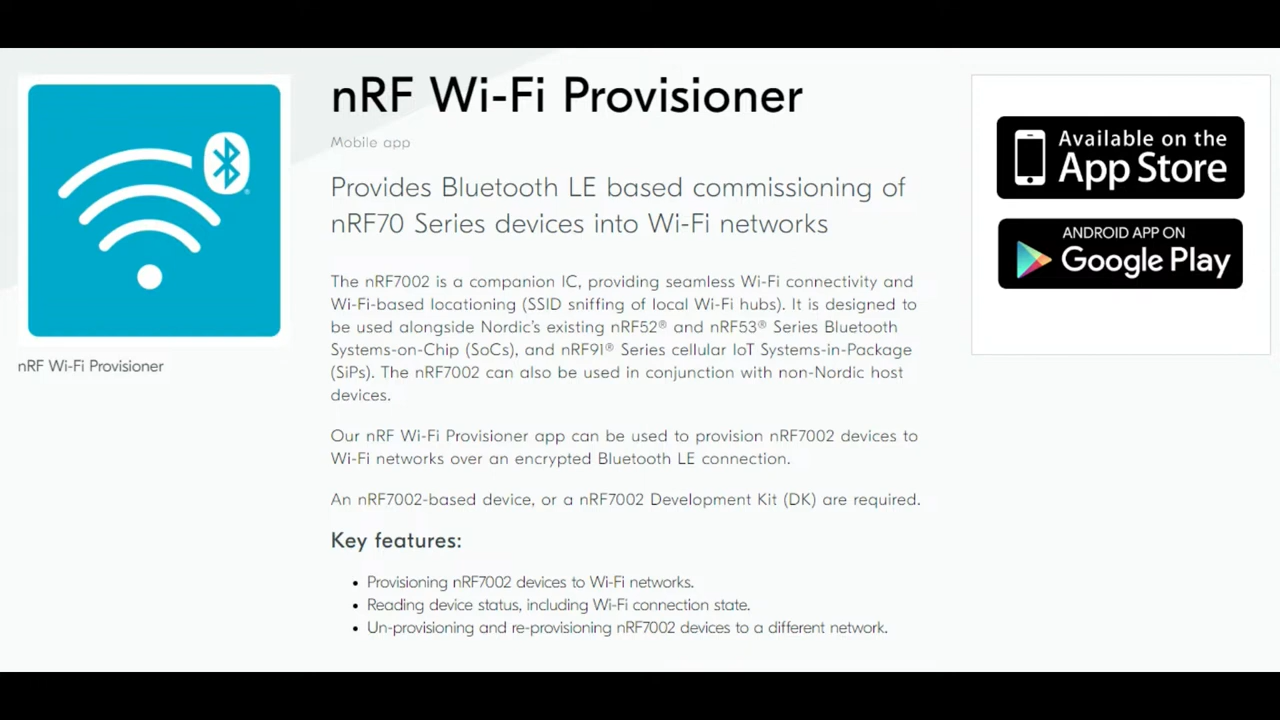 nRF Wi-Fi Provisioner
Mobile app
Provides Bluetooth LE based commissioning of
nRF70 Series devices into Wi-Fi networks
The nRF7002 is a companion IC, providing seamless Wi-Fi connectivity and
Wi-Fi-based locationing (SSID sniffing of local Wi-Fi hubs). It is designed to
be used alongside Nordic's existing nRF52® and nRF53® Series Bluetooth
Systems-on-Chip (SoCs), and nRF91® Series cellular IoT Systems-in-Package
(SiPs). The nRF7002 can also be used in conjunction with non-Nordic host
devices.
Our nRF Wi-Fi Provisioner app can be used to provision nRF7002 devices to
Wi-Fi networks over an encrypted Bluetooth LE connection.
An nRF7002-based device, or a nRF7002 Development Kit (DK) are required.
Key features:
• Provisioning nRF7002 devices to Wi-Fi networks.
• Reading device status, including Wi-Fi connection state.
• Un-provisioning and re-provisioning nRF7002 devices to a different network.
nRF Wi-Fi Provisioner
Available on the
App Store
ANDROID APP ON
Google Play